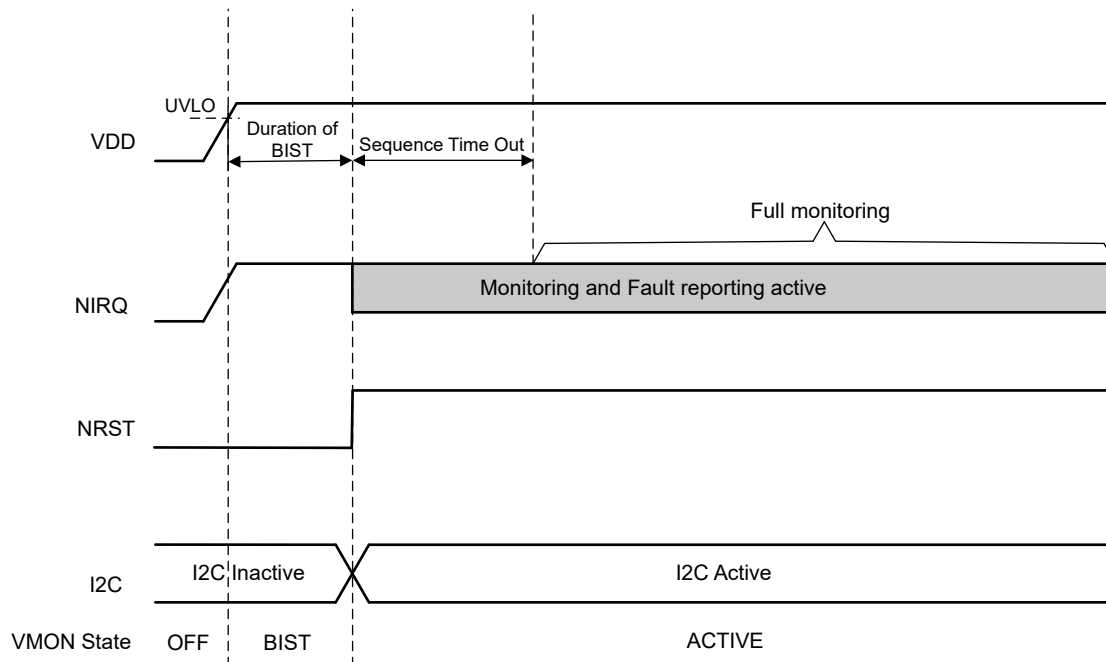 UVLO
VDD
Duration of
BIST
Sequence Time Out
Full monitoring
NIRQ
Monitoring and Fault reporting active
NRST
I2C
I2C Inactive
I2C Active
VMON State
OFF
BIST
ACTIVE